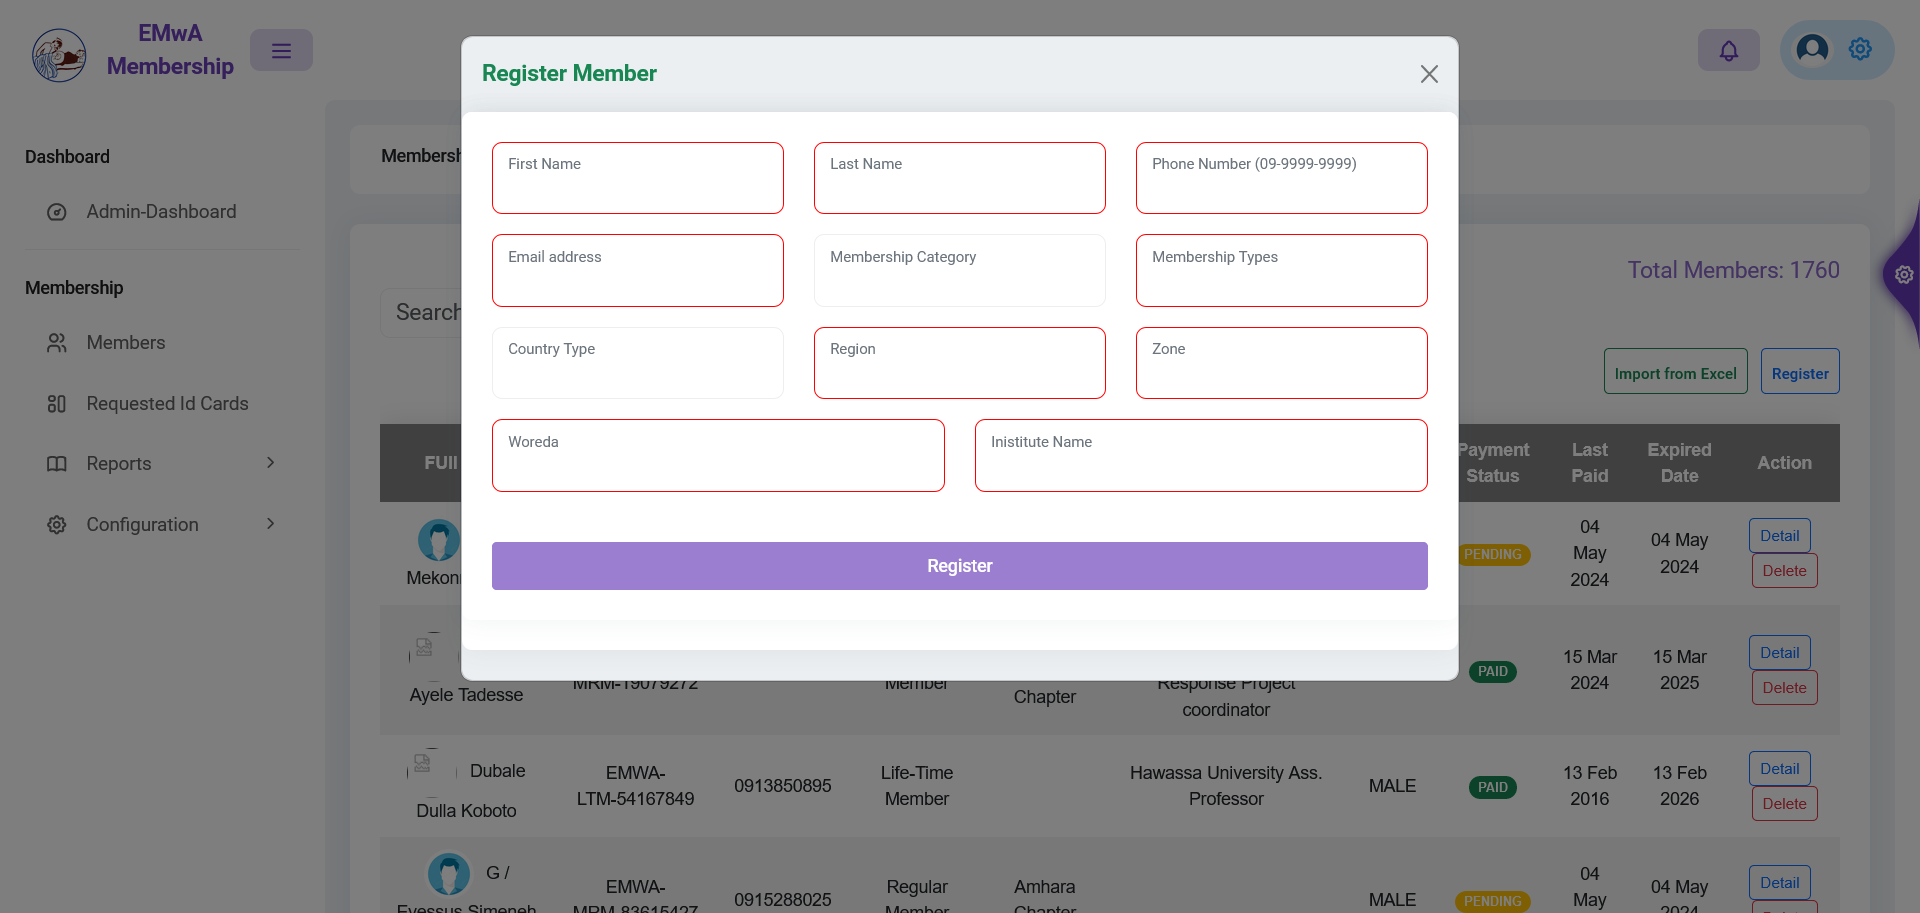 EMwA
Membership
Register Member
Dashboard
Admin-Dashboard
Membership
Members
Requested Id Cards
Reports
Configuration
First Name
Last Name
Phone Number (09-9999-9999)
Email address
Membership Category
Membership Types
Country Type
Region
Zone
Woreda
Inistitute Name
Register
Total Members: 1760
Search
Import from Excel
Register
FUll
Payment Status
Last Paid
Expired Date
Action
PENDING
04 May 2024
04 May 2024
Detail
Delete
Ayele Tadesse
MRM-19079272
Member
Chapter
Response Project coordinator
PAID
15 Mar 2024
15 Mar 2025
Detail
Delete
Dubale Dulla Koboto
EMWA-LTM-54167849
0913850895
Life-Time Member
Hawassa University Ass. Professor
MALE
PAID
13 Feb 2016
13 Feb 2026
Detail
Delete
G / Eyessus Simeneh
EMWA-MRM-83615427
0915288025
Regular Member
Amhara Chapter
MALE
PENDING
04 May
04 May 2024
Detail